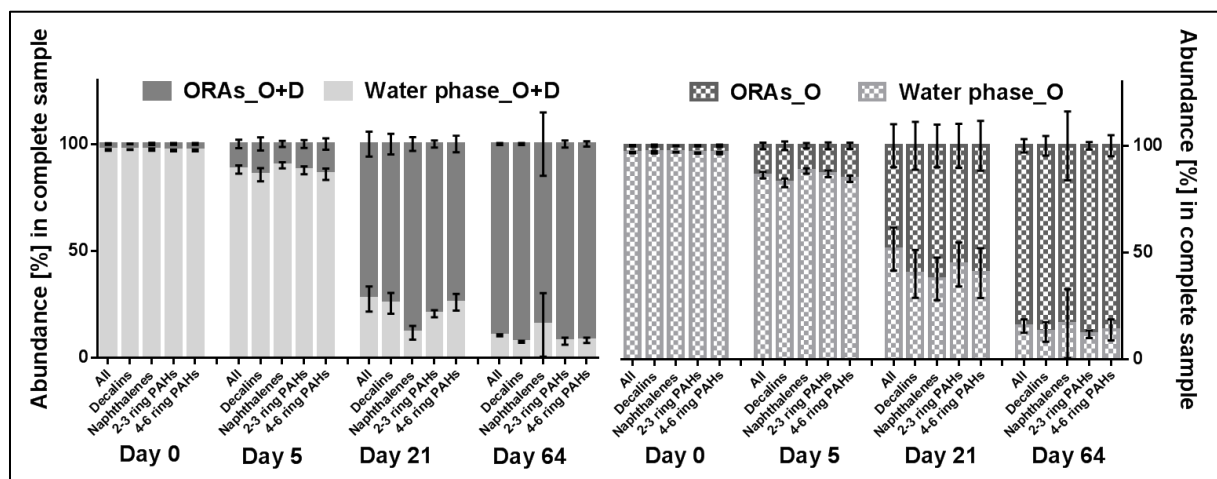 Abundance [%] in complete sample
ORAs_O+D Water phase_O+D
100
50
0
All Decalins Naphthalenes 2-3 ring PAHs 4-6 ring PAHs
All Decalins Naphthalenes 2-3 ring PAHs 4-6 ring PAHs
All Decalins Naphthalenes 2-3 ring PAHs 4-6 ring PAHs
All Decalins Naphthalenes 2-3 ring PAHs 4-6 ring PAHs
Day 0 Day 5 Day 21 Day 64
ORAs_O Water phase_O
100
50
0
Abundance [%] in complete sample
All Decalins Naphthalenes 2-3 ring PAHs 4-6 ring PAHs
All Decalins Naphthalenes 2-3 ring PAHs 4-6 ring PAHs
All Decalins Naphthalenes 2-3 ring PAHs 4-6 ring PAHs
All Decalins Naphthalenes 2-3 ring PAHs 4-6 ring PAHs
Day 0 Day 5 Day 21 Day 64